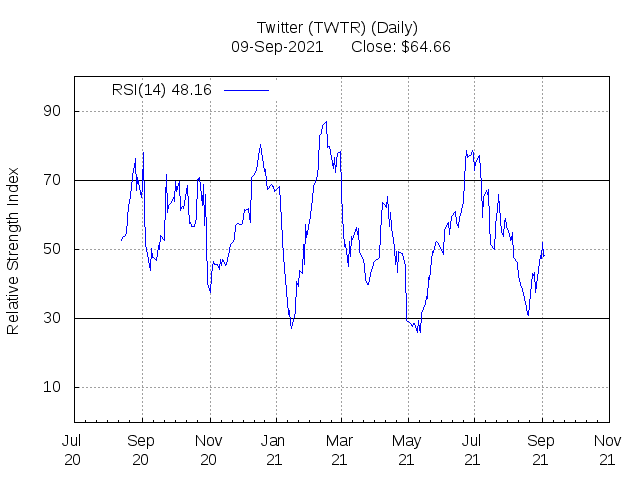 Twitter (TWTR) (Daily)
09-Sep-2021 Close: $64.66
RSI(14) 48.16
Relative Strength Index
90
70
50
30
10
Jul Sep Nov Jan Mar May Jul Sep Nov
20 20 20 21 21 21 21 21 21